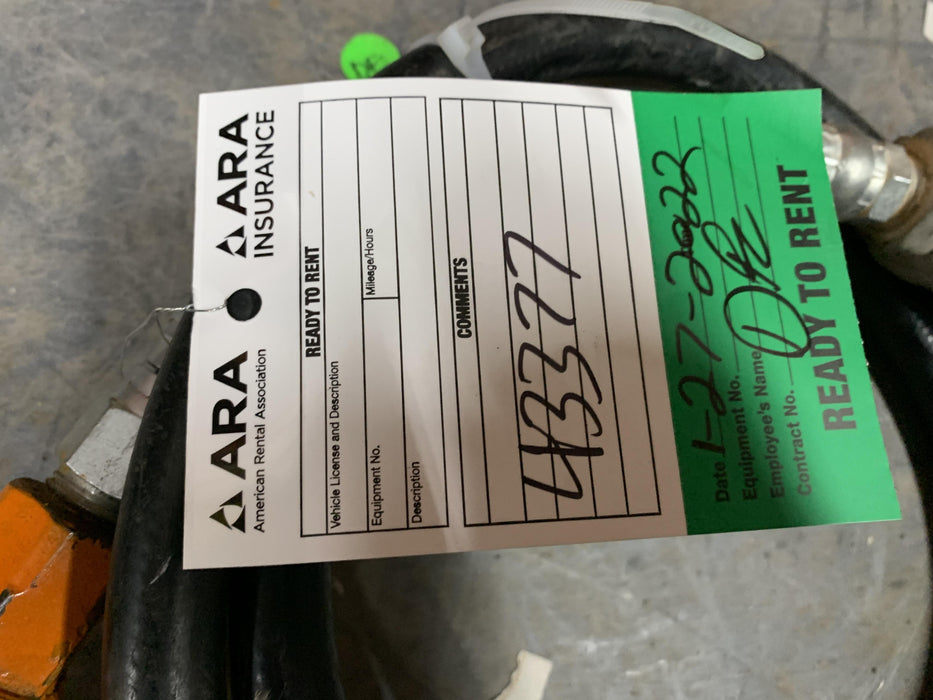 ARA
American Rental Association
ARA
INSURANCE
READY TO RENT
Vehicle License and Description
Equipment No.
Mileage/Hours
Description
COMMENTS
43377
Date 1-27-2022
Equipment No.
Employee's Name
Contract No.
READY TO RENT